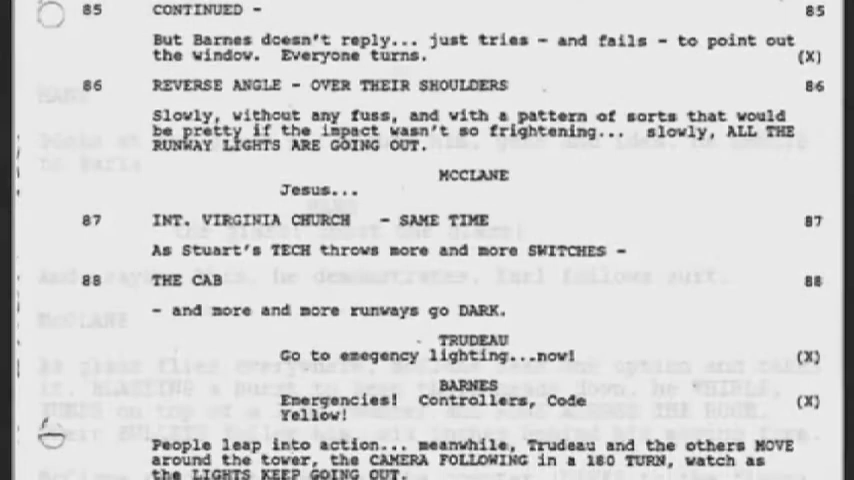 85 CONTINUED - 85
But Barnes doesn't reply... just tries - and fails - to point out
the window. Everyone turns. (X)
86 REVERSE ANGLE - OVER THEIR SHOULDERS 86
Slowly, without any fuss, and with a pattern of sorts that would
be pretty if the impact wasn't so frightening... slowly, ALL THE
RUNWAY LIGHTS ARE GOING OUT.
MCCLANE
Jesus...
87 INT. VIRGINIA CHURCH - SAME TIME 87
As Stuart's TECH throws more and more SWITCHES -
88 THE CAB 88
- and more and more runways go DARK.
TRUDEAU
Go to emegency lighting...now! (X)
BARNES
Emergencies! Controllers, Code (X)
Yellow!
People leap into action... meanwhile, Trudeau and the others MOVE
around the tower, the CAMERA FOLLOWING in a 180 TURN, watch as
the LIGHTS KEEP GOING OUT.